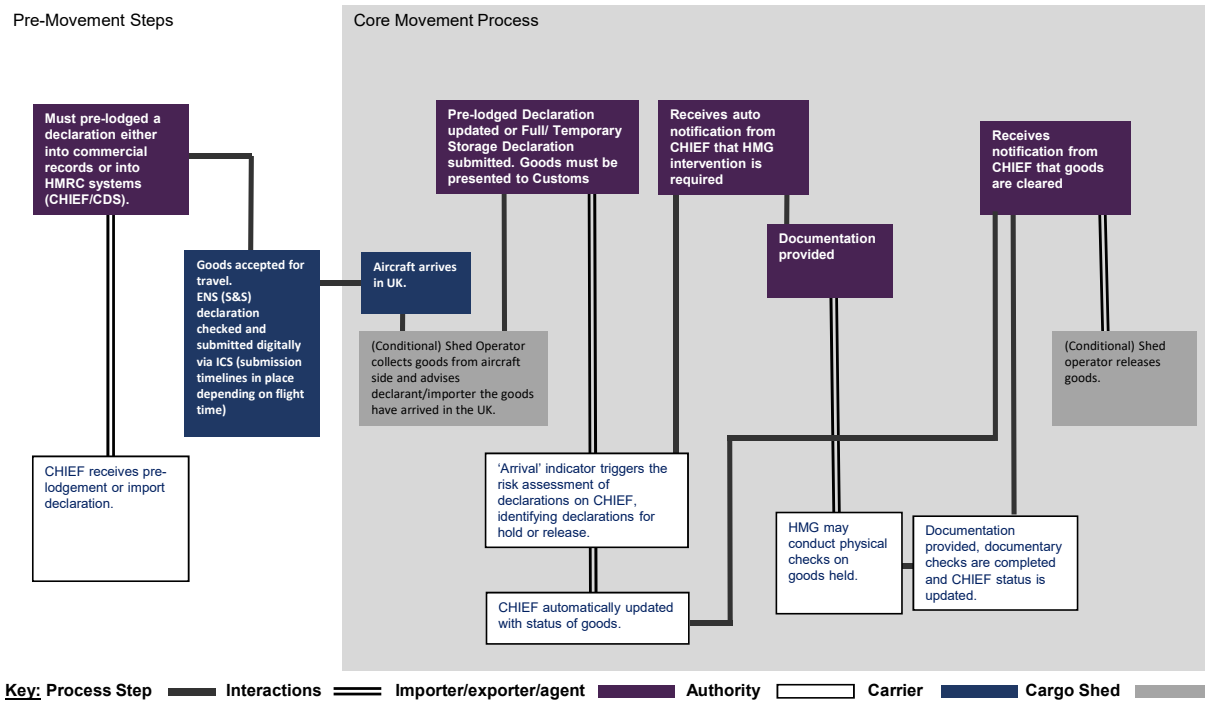 Pre-Movement Steps
Core Movement Process
Must pre-lodged a
declaration either
into commercial
records or into
HMRC systems
(CHIEF/CDS).
Goods accepted for
travel.
ENS (S&S)
declaration
checked and
submitted digitally
via ICS (submission
timelines in place
depending on flight
time)
CHIEF receives pre-
lodgement or import
declaration.
Aircraft arrives
in UK.
(Conditional) Shed Operator
collects goods from aircraft
side and advises
declarant/importer the goods
have arrived in the UK.
Pre-lodged Declaration
updated or Full/ Temporary
Storage Declaration
submitted. Goods must be
presented to Customs
'Arrival' indicator triggers the
risk assessment of
declarations on CHIEF,
identifying declarations for
hold or release.
CHIEF automatically updated
with status of goods.
Receives auto
notification from
CHIEF that HMG
intervention is
required
Documentation
provided
HMG may
conduct physical
checks on
goods held.
Documentation
provided, documentary
checks are completed
and CHIEF status is
updated.
Receives
notification from
CHIEF that goods
are cleared
(Conditional) Shed
operator releases
goods.
Key: Process Step Interactions Importer/exporter/agent Authority Carrier Cargo Shed